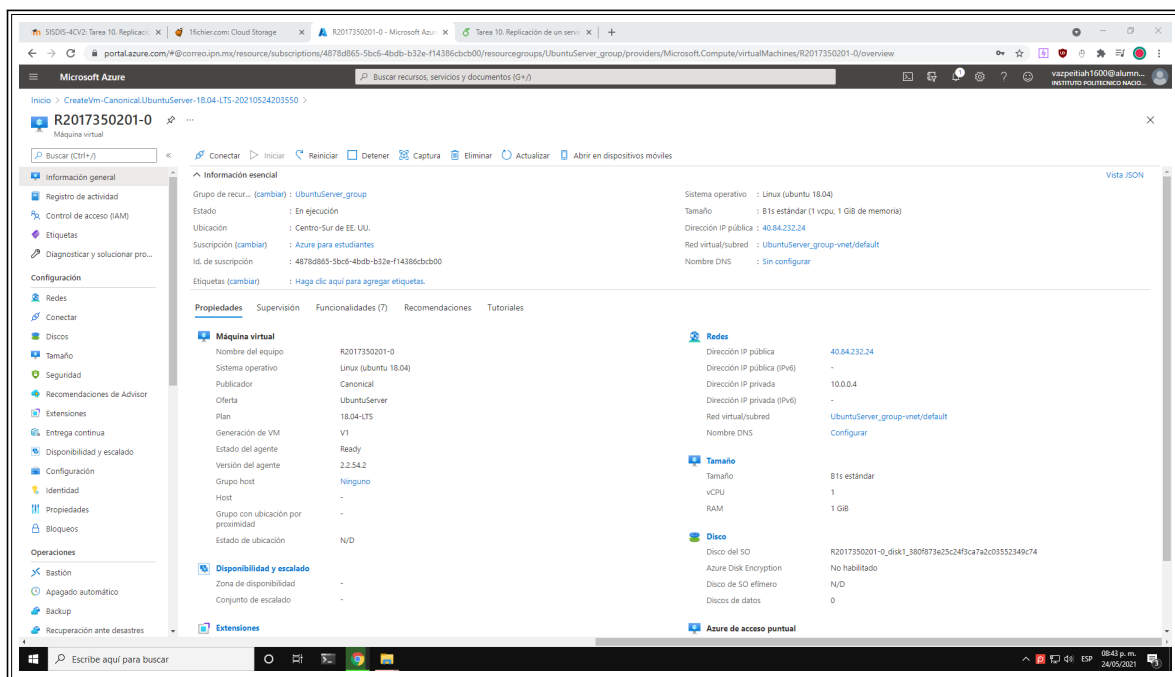 SISDIS-4CV2: Tarea 10. Replicació
1fichier.com: Cloud Storage
R2017350201-0 - Microsoft Azur
Tarea 10. Replicación de un servi
portal.azure.com/#@correo.ipn.mx/resource/subscriptions/4878d865-5bc6-4bdb-b32e-f14386cbcb00/resourcegroups/UbuntuServer_group/providers/Microsoft.Compute/virtualMachines/R2017350201-0/overview
Microsoft Azure
Buscar recursos, servicios y documentos (G+/)
vazpeitiah1600@alumn...
INSTITUTO POLITECNICO NACIO...
Inicio > CreateVm-Canonical.UbuntuServer-18.04-LTS-20210524203550 >
R2017350201-0
Máquina virtual
Buscar (Ctrl+/)
Conectar Iniciar Reiniciar Detener Captura Eliminar Actualizar Abrir en dispositivos móviles
Información general
Registro de actividad
Control de acceso (IAM)
Etiquetas
Diagnosticar y solucionar pro...
Configuración
Redes
Conectar
Discos
Tamaño
Seguridad
Recomendaciones de Advisor
Extensiones
Entrega continua
Disponibilidad y escalado
Configuración
Identidad
Propiedades
Bloqueos
Operaciones
Bastión
Apagado automático
Backup
Recuperación ante desastres
Información esencial
Vista JSON
Grupo de recur... (cambiar) : UbuntuServer_group
Estado : En ejecución
Ubicación : Centro-Sur de EE. UU.
Suscripción (cambiar) : Azure para estudiantes
Id. de suscripción : 4878d865-5bc6-4bdb-b32e-f14386cbcb00
Etiquetas (cambiar) : Haga clic aquí para agregar etiquetas.
Sistema operativo : Linux (ubuntu 18.04)
Tamaño : B1s estándar (1 vcpu, 1 GiB de memoria)
Dirección IP pública : 40.84.232.24
Red virtual/subred : UbuntuServer_group-vnet/default
Nombre DNS : Sin configurar
Propiedades Supervisión Funcionalidades (7) Recomendaciones Tutoriales
Máquina virtual
Nombre del equipo R2017350201-0
Sistema operativo Linux (ubuntu 18.04)
Publicador Canonical
Oferta UbuntuServer
Plan 18.04-LTS
Generación de VM V1
Estado del agente Ready
Versión del agente 2.2.54.2
Grupo host Ninguno
Host -
Grupo con ubicación por -
proximidad
Estado de ubicación N/D
Disponibilidad y escalado
Zona de disponibilidad -
Conjunto de escalado -
Extensiones
Redes
Dirección IP pública 40.84.232.24
Dirección IP pública (IPv6) -
Dirección IP privada 10.0.0.4
Dirección IP privada (IPv6) -
Red virtual/subred UbuntuServer_group-vnet/default
Nombre DNS Configurar
Tamaño
Tamaño B1s estándar
vCPU 1
RAM 1 GiB
Disco
Disco del SO R2017350201-0_disk1_380f873e25c24f3ca7a2c03552349c74
Azure Disk Encryption No habilitado
Disco de SO efímero N/D
Discos de datos 0
Azure de acceso puntual
Escribe aquí para buscar
ESP
08:43 p. m.
24/05/2021